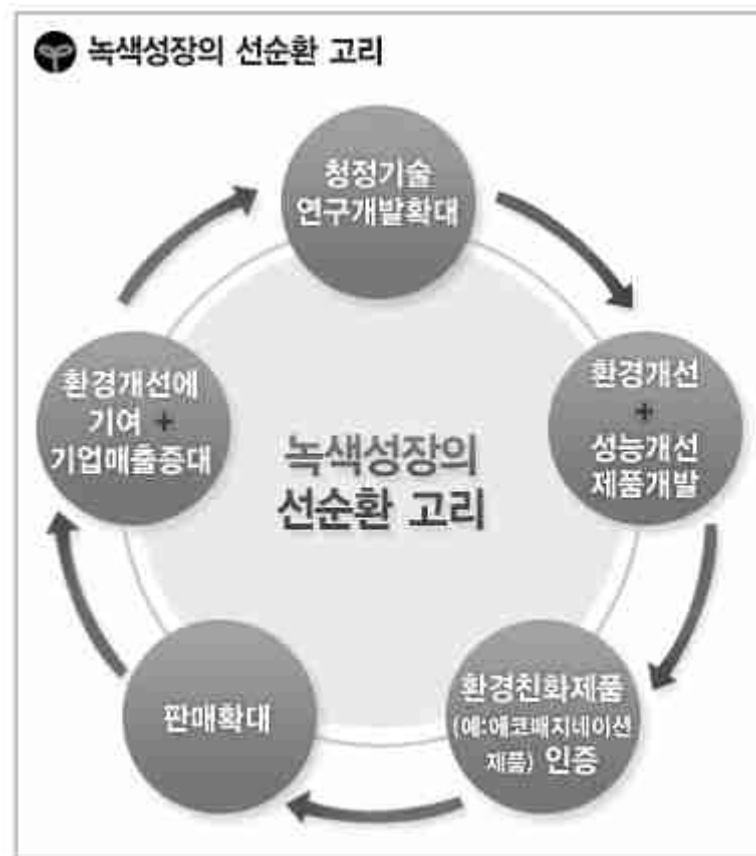 녹색성장의 선순환 고리
청정기술
연구개발확대
환경개선
+
성능개선
제품개발
환경친화제품
(예:에코배지네이션
제품) 인증
판매확대
환경개선에
기여 +
기업매출증대
녹색성장의
선순환 고리